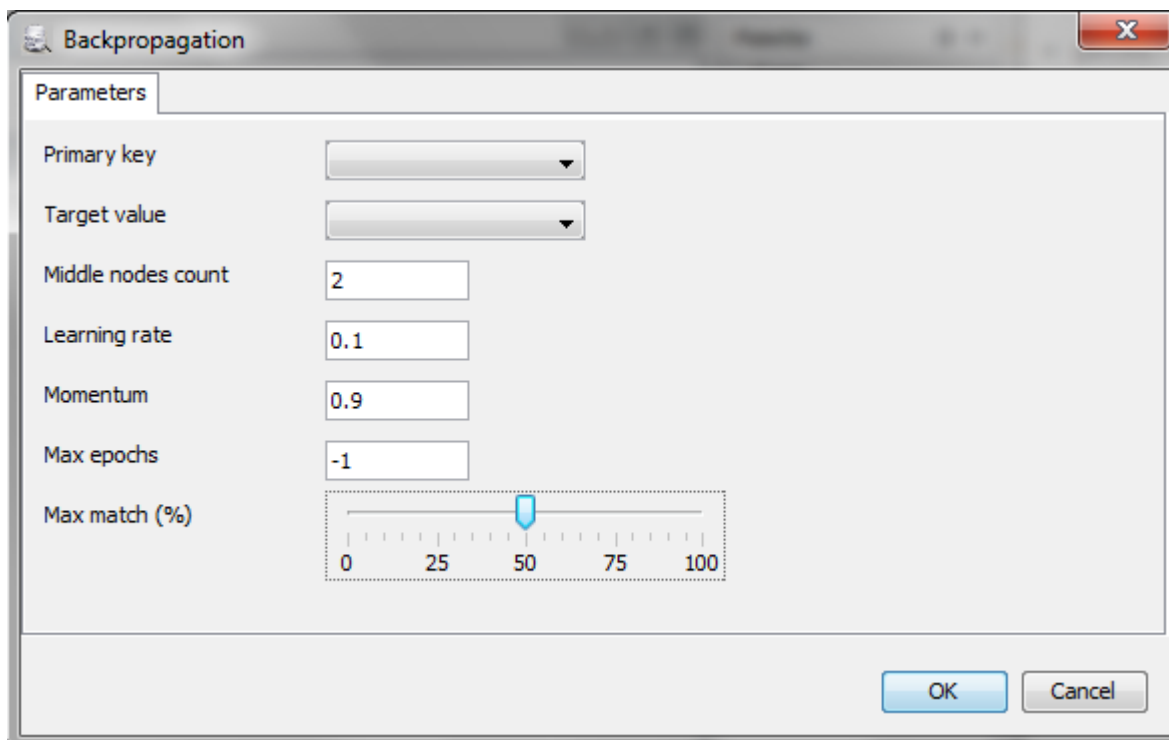 Backpropagation
Parameters
Primary key
Target value
Middle nodes count 2
Learning rate 0.1
Momentum 0.9
Max epochs -1
Max match (%)
0 25 50 75 100
OK Cancel